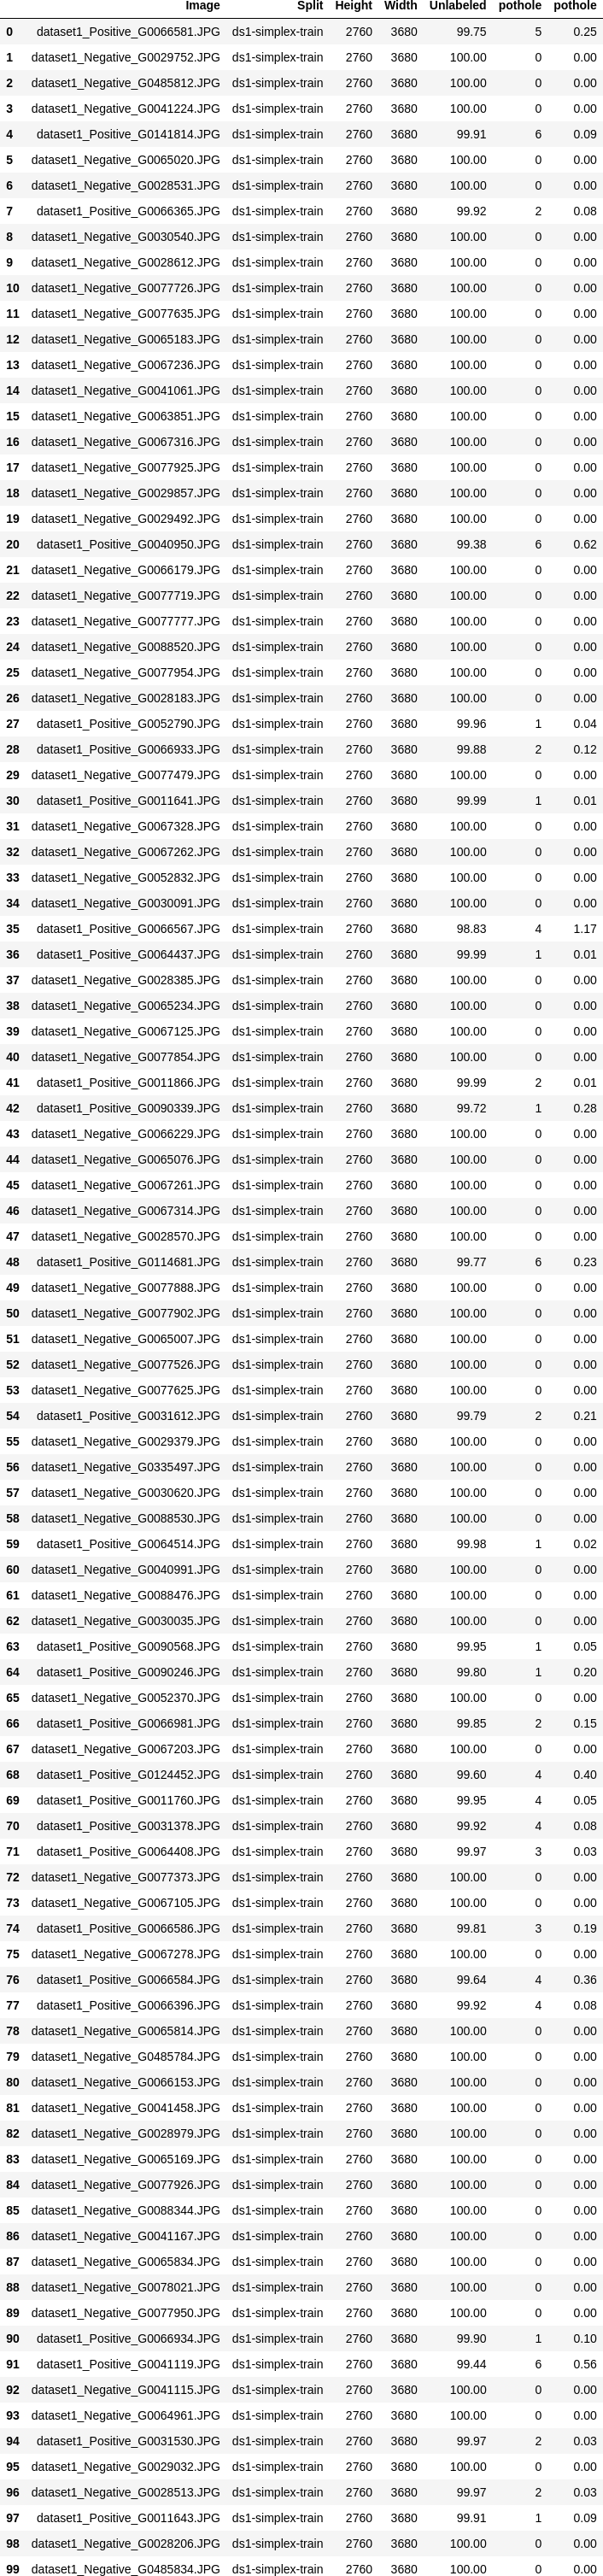 Image Split Height Width Unlabeled pothole pothole
0 dataset1_Positive_G0066581.JPG ds1-simplex-train 2760 3680 99.75 5 0.25
1 dataset1_Negative_G0029752.JPG ds1-simplex-train 2760 3680 100.00 0 0.00
2 dataset1_Negative_G0485812.JPG ds1-simplex-train 2760 3680 100.00 0 0.00
3 dataset1_Negative_G0041224.JPG ds1-simplex-train 2760 3680 100.00 0 0.00
4 dataset1_Positive_G0141814.JPG ds1-simplex-train 2760 3680 99.91 6 0.09
5 dataset1_Negative_G0065020.JPG ds1-simplex-train 2760 3680 100.00 0 0.00
6 dataset1_Negative_G0028531.JPG ds1-simplex-train 2760 3680 100.00 0 0.00
7 dataset1_Positive_G0066365.JPG ds1-simplex-train 2760 3680 99.92 2 0.08
8 dataset1_Negative_G0030540.JPG ds1-simplex-train 2760 3680 100.00 0 0.00
9 dataset1_Negative_G0028612.JPG ds1-simplex-train 2760 3680 100.00 0 0.00
10 dataset1_Negative_G0077726.JPG ds1-simplex-train 2760 3680 100.00 0 0.00
11 dataset1_Negative_G0077635.JPG ds1-simplex-train 2760 3680 100.00 0 0.00
12 dataset1_Negative_G0065183.JPG ds1-simplex-train 2760 3680 100.00 0 0.00
13 dataset1_Negative_G0067236.JPG ds1-simplex-train 2760 3680 100.00 0 0.00
14 dataset1_Negative_G0041061.JPG ds1-simplex-train 2760 3680 100.00 0 0.00
15 dataset1_Negative_G0063851.JPG ds1-simplex-train 2760 3680 100.00 0 0.00
16 dataset1_Negative_G0067316.JPG ds1-simplex-train 2760 3680 100.00 0 0.00
17 dataset1_Negative_G0077925.JPG ds1-simplex-train 2760 3680 100.00 0 0.00
18 dataset1_Negative_G0029857.JPG ds1-simplex-train 2760 3680 100.00 0 0.00
19 dataset1_Negative_G0029492.JPG ds1-simplex-train 2760 3680 100.00 0 0.00
20 dataset1_Positive_G0040950.JPG ds1-simplex-train 2760 3680 99.38 6 0.62
21 dataset1_Negative_G0066179.JPG ds1-simplex-train 2760 3680 100.00 0 0.00
22 dataset1_Negative_G0077719.JPG ds1-simplex-train 2760 3680 100.00 0 0.00
23 dataset1_Negative_G0077777.JPG ds1-simplex-train 2760 3680 100.00 0 0.00
24 dataset1_Negative_G0088520.JPG ds1-simplex-train 2760 3680 100.00 0 0.00
25 dataset1_Negative_G0077954.JPG ds1-simplex-train 2760 3680 100.00 0 0.00
26 dataset1_Negative_G0028183.JPG ds1-simplex-train 2760 3680 100.00 0 0.00
27 dataset1_Positive_G0052790.JPG ds1-simplex-train 2760 3680 99.96 1 0.04
28 dataset1_Positive_G0066933.JPG ds1-simplex-train 2760 3680 99.88 2 0.12
29 dataset1_Negative_G0077479.JPG ds1-simplex-train 2760 3680 100.00 0 0.00
30 dataset1_Positive_G0011641.JPG ds1-simplex-train 2760 3680 99.99 1 0.01
31 dataset1_Negative_G0067328.JPG ds1-simplex-train 2760 3680 100.00 0 0.00
32 dataset1_Negative_G0067262.JPG ds1-simplex-train 2760 3680 100.00 0 0.00
33 dataset1_Negative_G0052832.JPG ds1-simplex-train 2760 3680 100.00 0 0.00
34 dataset1_Negative_G0030091.JPG ds1-simplex-train 2760 3680 100.00 0 0.00
35 dataset1_Positive_G0066567.JPG ds1-simplex-train 2760 3680 98.83 4 1.17
36 dataset1_Positive_G0064437.JPG ds1-simplex-train 2760 3680 99.99 1 0.01
37 dataset1_Negative_G0028385.JPG ds1-simplex-train 2760 3680 100.00 0 0.00
38 dataset1_Negative_G0065234.JPG ds1-simplex-train 2760 3680 100.00 0 0.00
39 dataset1_Negative_G0067125.JPG ds1-simplex-train 2760 3680 100.00 0 0.00
40 dataset1_Negative_G0077854.JPG ds1-simplex-train 2760 3680 100.00 0 0.00
41 dataset1_Positive_G0011866.JPG ds1-simplex-train 2760 3680 99.99 2 0.01
42 dataset1_Positive_G0090339.JPG ds1-simplex-train 2760 3680 99.72 1 0.28
43 dataset1_Negative_G0066229.JPG ds1-simplex-train 2760 3680 100.00 0 0.00
44 dataset1_Negative_G0065076.JPG ds1-simplex-train 2760 3680 100.00 0 0.00
45 dataset1_Negative_G0067261.JPG ds1-simplex-train 2760 3680 100.00 0 0.00
46 dataset1_Negative_G0067314.JPG ds1-simplex-train 2760 3680 100.00 0 0.00
47 dataset1_Negative_G0028570.JPG ds1-simplex-train 2760 3680 100.00 0 0.00
48 dataset1_Positive_G0114681.JPG ds1-simplex-train 2760 3680 99.77 6 0.23
49 dataset1_Negative_G0077888.JPG ds1-simplex-train 2760 3680 100.00 0 0.00
50 dataset1_Negative_G0077902.JPG ds1-simplex-train 2760 3680 100.00 0 0.00
51 dataset1_Negative_G0065007.JPG ds1-simplex-train 2760 3680 100.00 0 0.00
52 dataset1_Negative_G0077526.JPG ds1-simplex-train 2760 3680 100.00 0 0.00
53 dataset1_Negative_G0077625.JPG ds1-simplex-train 2760 3680 100.00 0 0.00
54 dataset1_Positive_G0031612.JPG ds1-simplex-train 2760 3680 99.79 2 0.21
55 dataset1_Negative_G0029379.JPG ds1-simplex-train 2760 3680 100.00 0 0.00
56 dataset1_Negative_G0335497.JPG ds1-simplex-train 2760 3680 100.00 0 0.00
57 dataset1_Negative_G0030620.JPG ds1-simplex-train 2760 3680 100.00 0 0.00
58 dataset1_Negative_G0088530.JPG ds1-simplex-train 2760 3680 100.00 0 0.00
59 dataset1_Positive_G0064514.JPG ds1-simplex-train 2760 3680 99.98 1 0.02
60 dataset1_Negative_G0040991.JPG ds1-simplex-train 2760 3680 100.00 0 0.00
61 dataset1_Negative_G0088476.JPG ds1-simplex-train 2760 3680 100.00 0 0.00
62 dataset1_Negative_G0030035.JPG ds1-simplex-train 2760 3680 100.00 0 0.00
63 dataset1_Positive_G0090568.JPG ds1-simplex-train 2760 3680 99.95 1 0.05
64 dataset1_Positive_G0090246.JPG ds1-simplex-train 2760 3680 99.80 1 0.20
65 dataset1_Negative_G0052370.JPG ds1-simplex-train 2760 3680 100.00 0 0.00
66 dataset1_Positive_G0066981.JPG ds1-simplex-train 2760 3680 99.85 2 0.15
67 dataset1_Negative_G0067203.JPG ds1-simplex-train 2760 3680 100.00 0 0.00
68 dataset1_Positive_G0124452.JPG ds1-simplex-train 2760 3680 99.60 4 0.40
69 dataset1_Positive_G0011760.JPG ds1-simplex-train 2760 3680 99.95 4 0.05
70 dataset1_Positive_G0031378.JPG ds1-simplex-train 2760 3680 99.92 4 0.08
71 dataset1_Positive_G0064408.JPG ds1-simplex-train 2760 3680 99.97 3 0.03
72 dataset1_Negative_G0077373.JPG ds1-simplex-train 2760 3680 100.00 0 0.00
73 dataset1_Negative_G0067105.JPG ds1-simplex-train 2760 3680 100.00 0 0.00
74 dataset1_Positive_G0066586.JPG ds1-simplex-train 2760 3680 99.81 3 0.19
75 dataset1_Negative_G0067278.JPG ds1-simplex-train 2760 3680 100.00 0 0.00
76 dataset1_Positive_G0066584.JPG ds1-simplex-train 2760 3680 99.64 4 0.36
77 dataset1_Positive_G0066396.JPG ds1-simplex-train 2760 3680 99.92 4 0.08
78 dataset1_Negative_G0065814.JPG ds1-simplex-train 2760 3680 100.00 0 0.00
79 dataset1_Negative_G0485784.JPG ds1-simplex-train 2760 3680 100.00 0 0.00
80 dataset1_Negative_G0066153.JPG ds1-simplex-train 2760 3680 100.00 0 0.00
81 dataset1_Negative_G0041458.JPG ds1-simplex-train 2760 3680 100.00 0 0.00
82 dataset1_Negative_G0028979.JPG ds1-simplex-train 2760 3680 100.00 0 0.00
83 dataset1_Negative_G0065169.JPG ds1-simplex-train 2760 3680 100.00 0 0.00
84 dataset1_Negative_G0077926.JPG ds1-simplex-train 2760 3680 100.00 0 0.00
85 dataset1_Negative_G0088344.JPG ds1-simplex-train 2760 3680 100.00 0 0.00
86 dataset1_Negative_G0041167.JPG ds1-simplex-train 2760 3680 100.00 0 0.00
87 dataset1_Negative_G0065834.JPG ds1-simplex-train 2760 3680 100.00 0 0.00
88 dataset1_Negative_G0078021.JPG ds1-simplex-train 2760 3680 100.00 0 0.00
89 dataset1_Negative_G0077950.JPG ds1-simplex-train 2760 3680 100.00 0 0.00
90 dataset1_Positive_G0066934.JPG ds1-simplex-train 2760 3680 99.90 1 0.10
91 dataset1_Positive_G0041119.JPG ds1-simplex-train 2760 3680 99.44 6 0.56
92 dataset1_Negative_G0041115.JPG ds1-simplex-train 2760 3680 100.00 0 0.00
93 dataset1_Negative_G0064961.JPG ds1-simplex-train 2760 3680 100.00 0 0.00
94 dataset1_Positive_G0031530.JPG ds1-simplex-train 2760 3680 99.97 2 0.03
95 dataset1_Negative_G0029032.JPG ds1-simplex-train 2760 3680 100.00 0 0.00
96 dataset1_Positive_G0028513.JPG ds1-simplex-train 2760 3680 99.97 2 0.03
97 dataset1_Positive_G0011643.JPG ds1-simplex-train 2760 3680 99.91 1 0.09
98 dataset1_Negative_G0028206.JPG ds1-simplex-train 2760 3680 100.00 0 0.00
99 dataset1_Negative_G0485834.JPG ds1-simplex-train 2760 3680 100.00 0 0.00